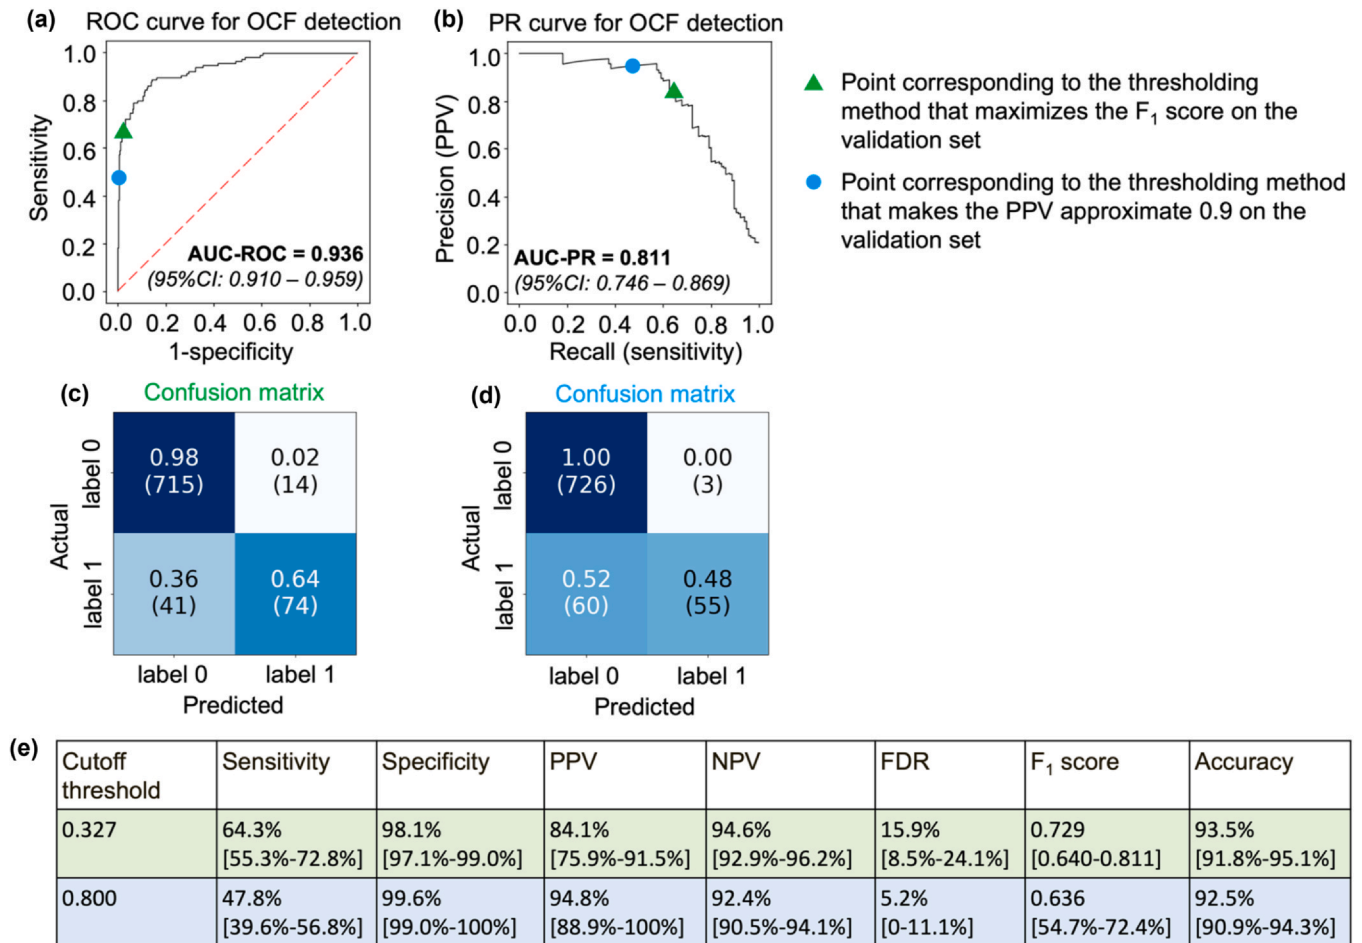 (a) ROC curve for OCF detection
1.0
0.8
0.6
0.4
0.2
0.0
Sensitivity
AUC-ROC = 0.936
(95%CI: 0.910 – 0.959)
0.0 0.2 0.4 0.6 0.8 1.0
1-specificity
(b) PR curve for OCF detection
1.0
0.8
0.6
0.4
0.2
0.0
Precision (PPV)
AUC-PR = 0.811
(95%CI: 0.746 – 0.869)
0.0 0.2 0.4 0.6 0.8 1.0
Recall (sensitivity)
Point corresponding to the thresholding
method that maximizes the F1 score on the
validation set
Point corresponding to the thresholding method
that makes the PPV approximate 0.9 on the
validation set
(c) Confusion matrix
Actual
label 0
label 1
0.98 0.02
(715) (14)
0.36 0.64
(41) (74)
label 0 label 1
Predicted
(d) Confusion matrix
Actual
label 0
label 1
1.00 0.00
(726) (3)
0.52 0.48
(60) (55)
label 0 label 1
Predicted
(e)
Cutoff Sensitivity Specificity PPV NPV FDR F1 score Accuracy
threshold
0.327 64.3% 98.1% 84.1% 94.6% 15.9% 0.729 93.5%
[55.3%-72.8%] [97.1%-99.0%] [75.9%-91.5%] [92.9%-96.2%] [8.5%-24.1%] [0.640-0.811] [91.8%-95.1%]
0.800 47.8% 99.6% 94.8% 92.4% 5.2% 0.636 92.5%
[39.6%-56.8%] [99.0%-100%] [88.9%-100%] [90.5%-94.1%] [0-11.1%] [54.7%-72.4%] [90.9%-94.3%]